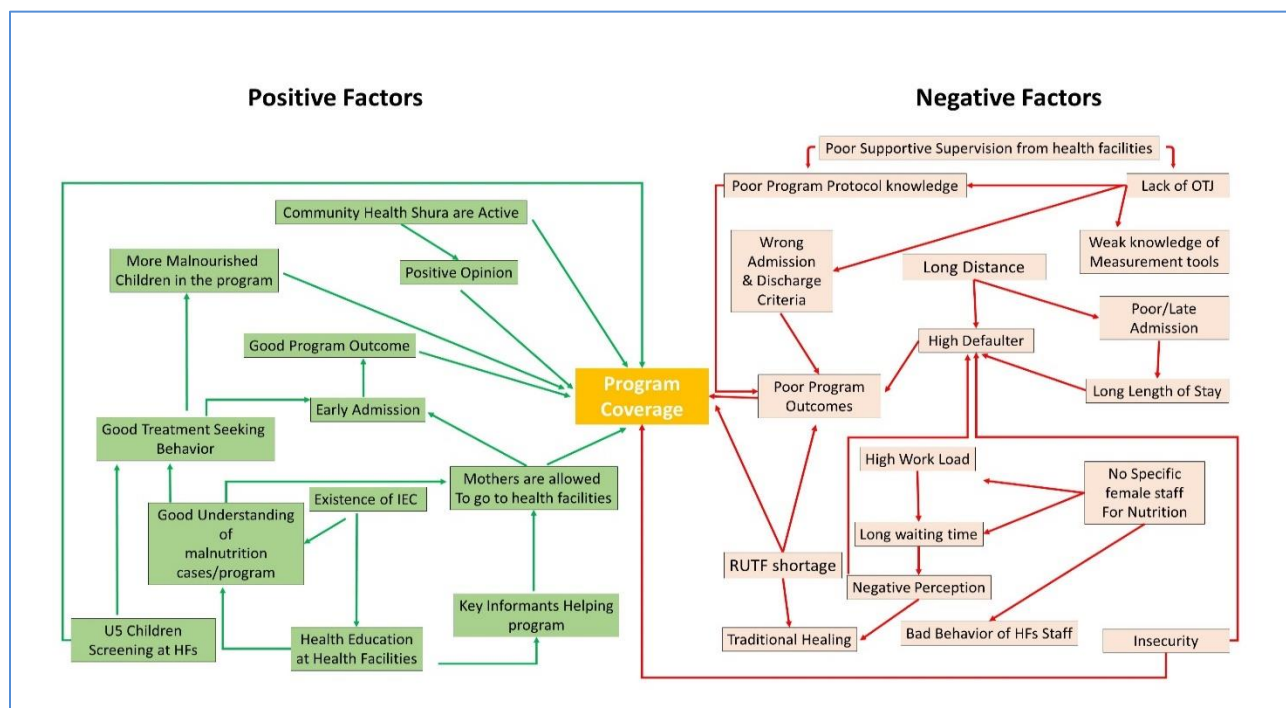 Positive Factors
Negative Factors
Poor Supportive Supervision from health facilities
Poor Program Protocol knowledge
Lack of OTJ
Community Health Shura are Active
Wrong
Admission
& Discharge
Criteria
Weak knowledge of
Measurement tools
More Malnourished
Children in the program
Positive Opinion
Long Distance
Poor/Late
Admission
Good Program Outcome
High Defaulter
Program
Coverage
Poor Program
Outcomes
Long Length of Stay
Early Admission
Good Treatment Seeking
Behavior
High Work Load
Mothers are allowed
To go to health facilities
No Specific
female staff
For Nutrition
Existence of IEC
Good Understanding
of
malnutrition
cases/program
Long waiting time
RUTF shortage
Negative Perception
Key Informants Helping
program
U5 Children
Screening at HFs
Health Education
at Health Facilities
Traditional Healing
Bad Behavior of HFs Staff
Insecurity